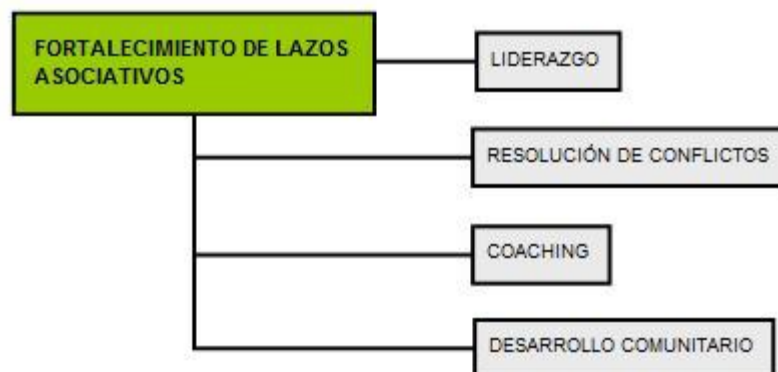 FORTALECIMIENTO DE LAZOS
ASOCIATIVOS
LIDERAZGO
RESOLUCIÓN DE CONFLICTOS
COACHING
DESARROLLO COMUNITARIO